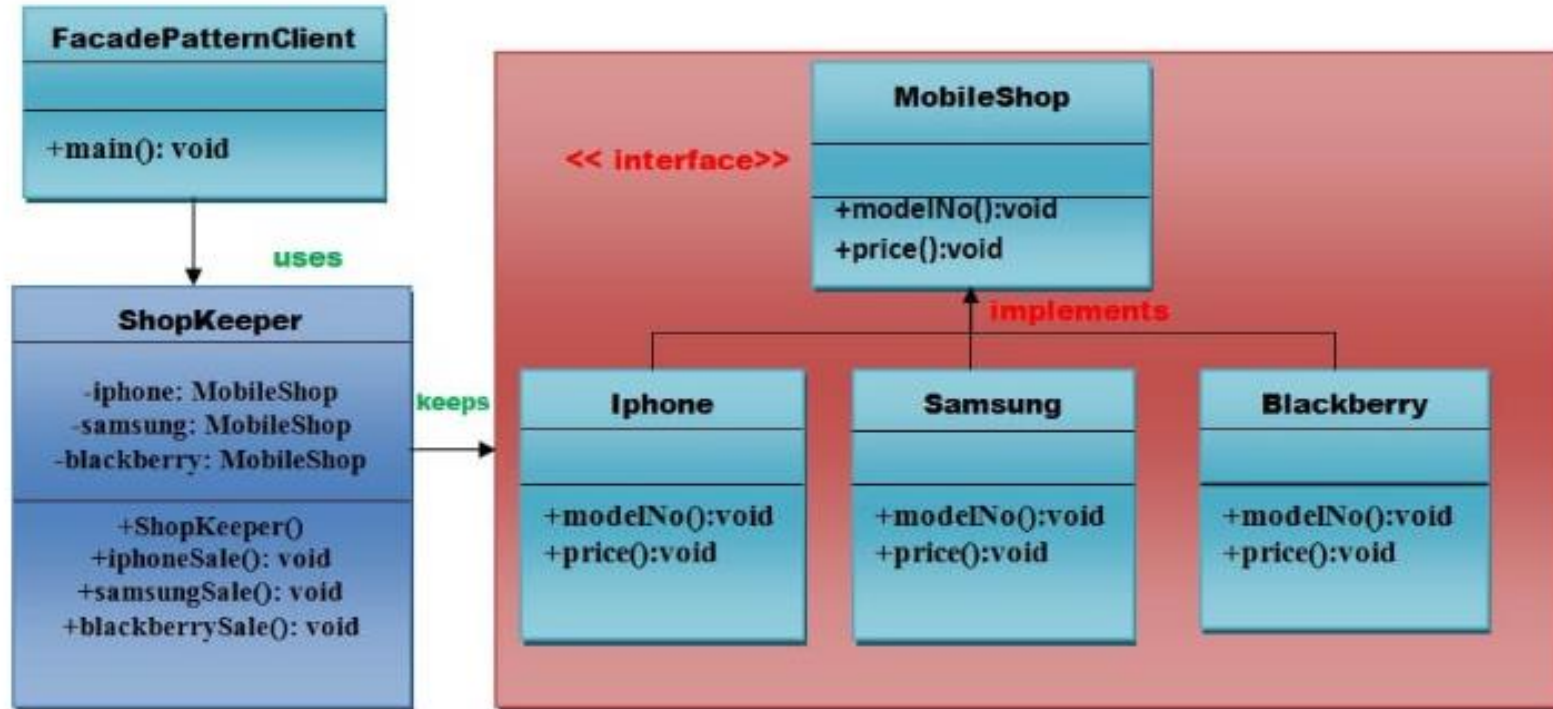 FacadePatternClient
+main(): void
uses
ShopKeeper
-iphone: MobileShop
-samsung: MobileShop
-blackberry: MobileShop
+ShopKeeper()
+iphoneSale(): void
+samsungSale(): void
+blackberrySale(): void
keeps
<< interface>>
MobileShop
+modelNo():void
+price():void
implements
Iphone
+modelNo():void
+price():void
Samsung
+modelNo():void
+price():void
Blackberry
+modelNo():void
+price():void